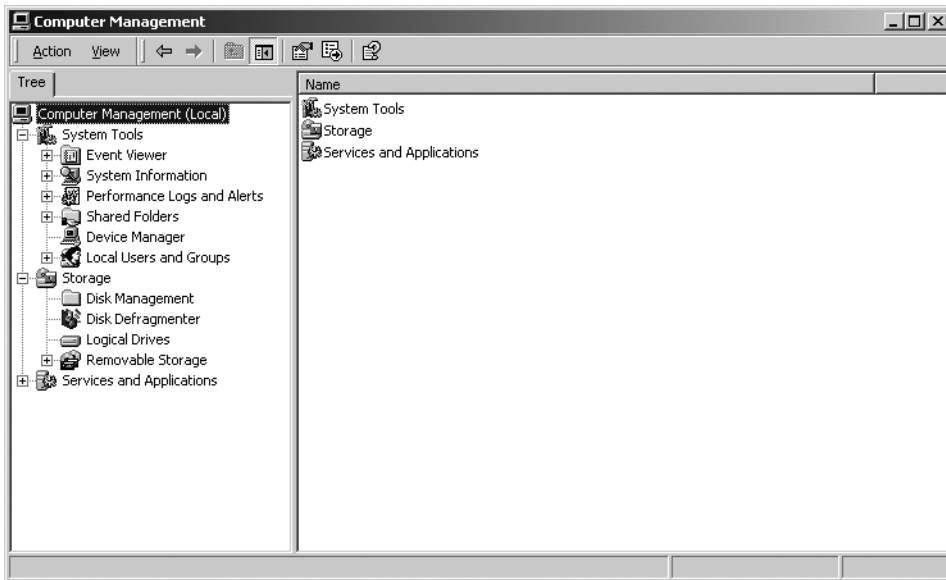 Computer Management
Action View
Tree
Name
Computer Management (Local)
System Tools
Event Viewer
System Information
Performance Logs and Alerts
Shared Folders
Device Manager
Local Users and Groups
Storage
Disk Management
Disk Defragmenter
Logical Drives
Removable Storage
Services and Applications
System Tools
Storage
Services and Applications